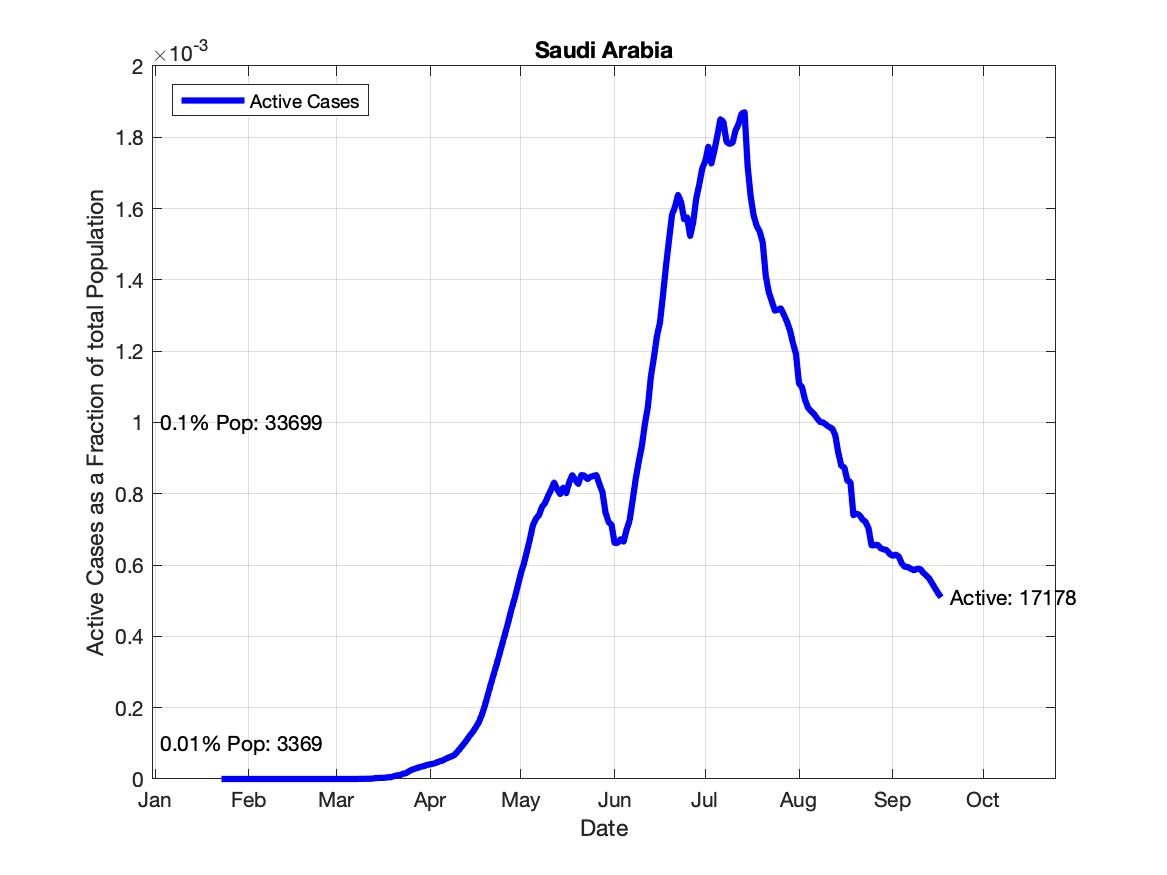 Saudi Arabia
×10-3
Active Cases
2
1.8
1.6
1.4
1.2
1
0.8
0.6
0.4
0.2
0
0.1% Pop: 33699
0.01% Pop: 3369
Active: 17178
Active Cases as a Fraction of total Population
Jan Feb Mar Apr May Jun Jul Aug Sep Oct
Date